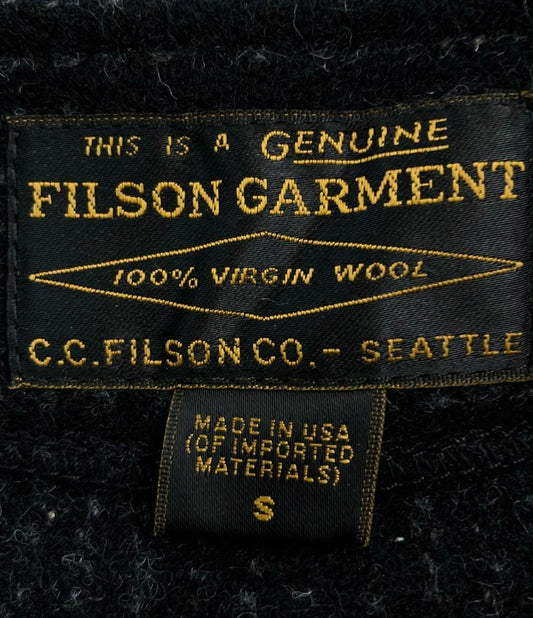 THIS IS A GENUINE
FILSON GARMENT
100% VIRGIN WOOL
C.C. FILSON CO. - SEATTLE
MADE IN USA
(OF IMPORTED
MATERIALS)
S